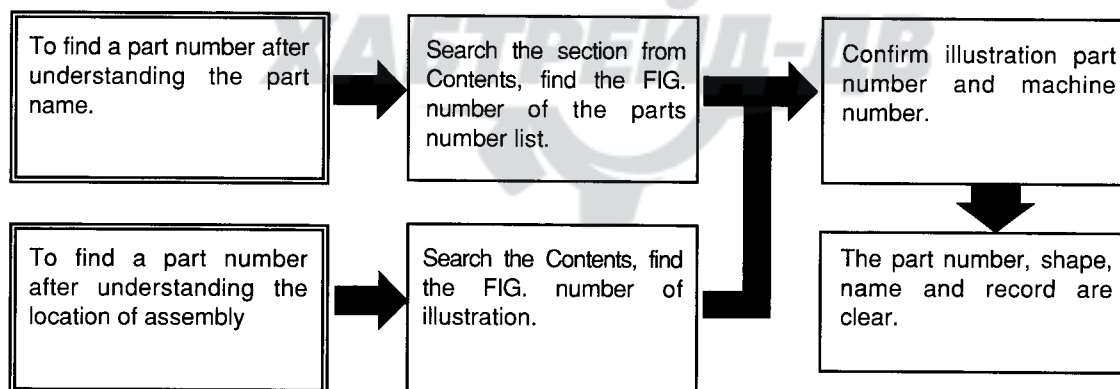 ХАСТРЕЙД-ДВ
To find a part number after
understanding the part
name.
Search the section from
Contents, find the FIG.
number of the parts
number list.
Confirm illustration part
number and machine
number.
To find a part number
after understanding the
location of assembly
Search the Contents, find
the FIG. number of
illustration.
The part number, shape,
name and record are
clear.